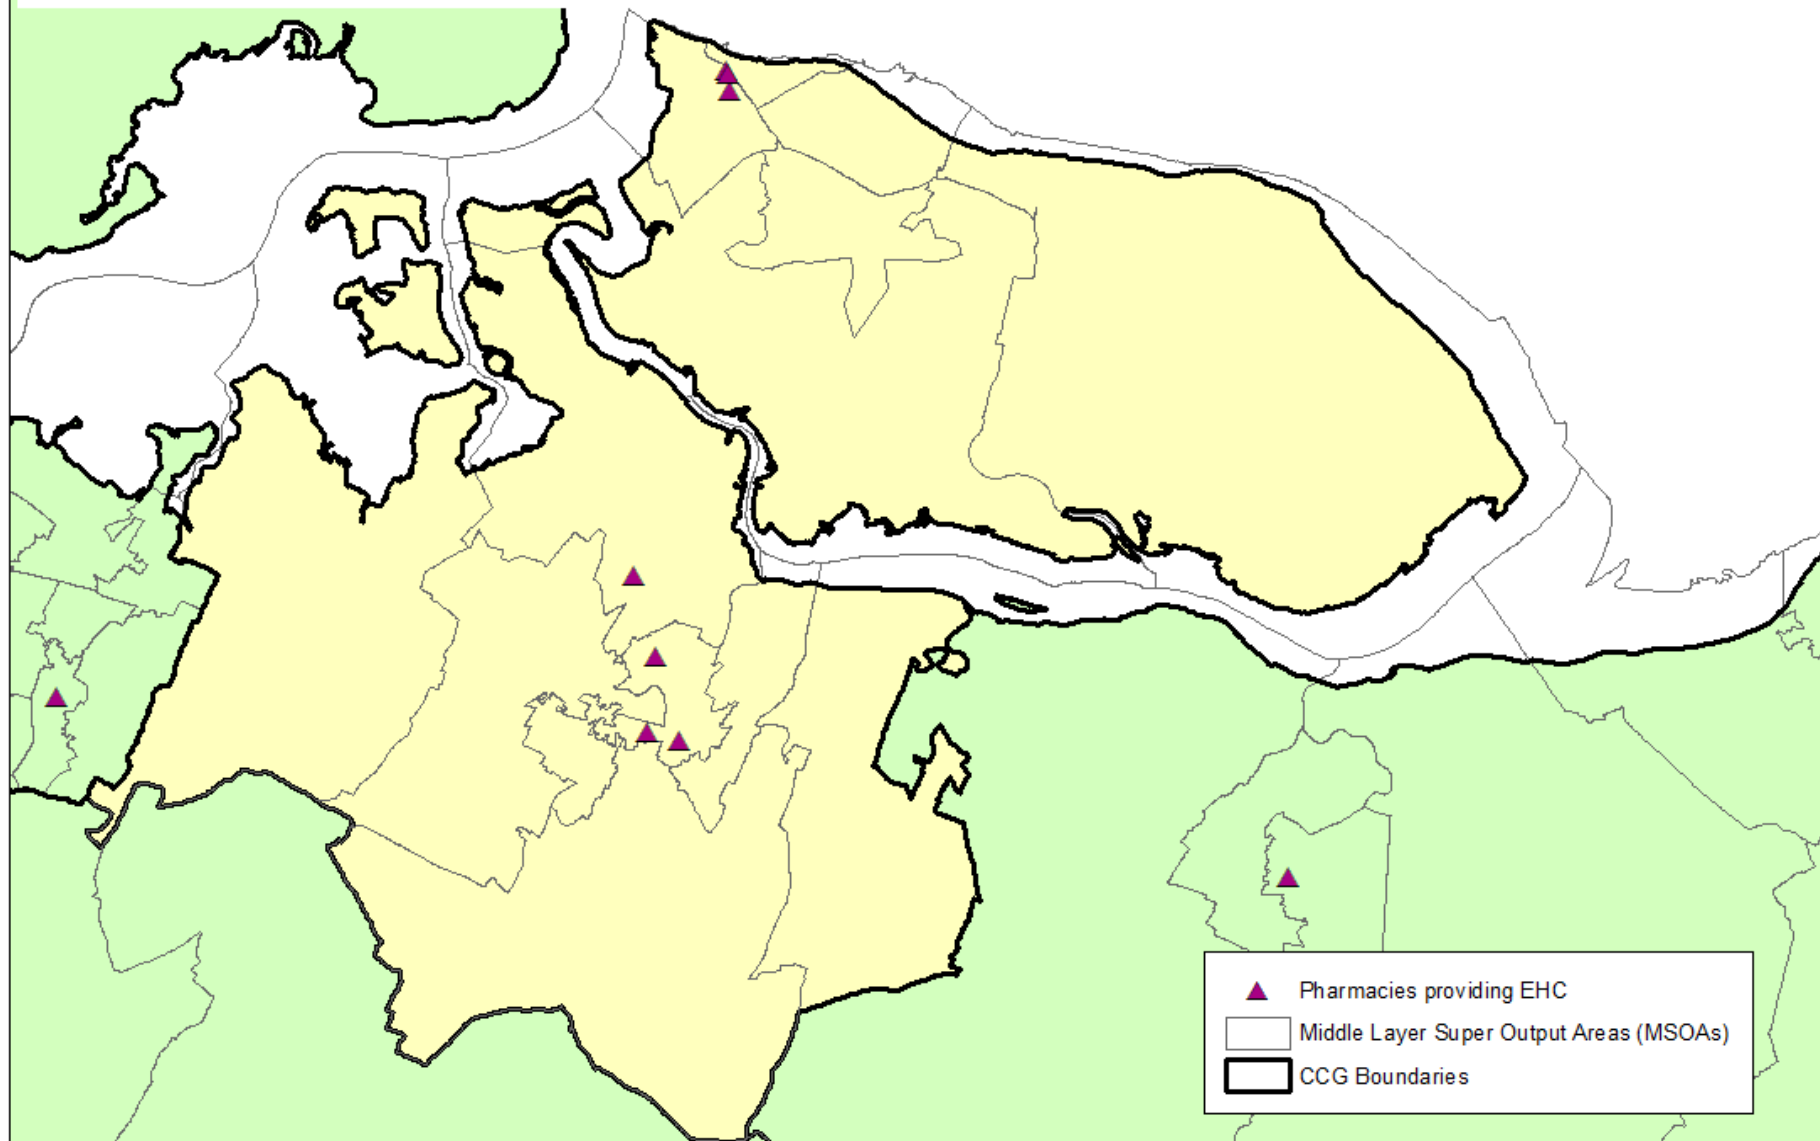 Pharmacies providing EHC
Middle Layer Super Output Areas (MSOAs)
CCG Boundaries